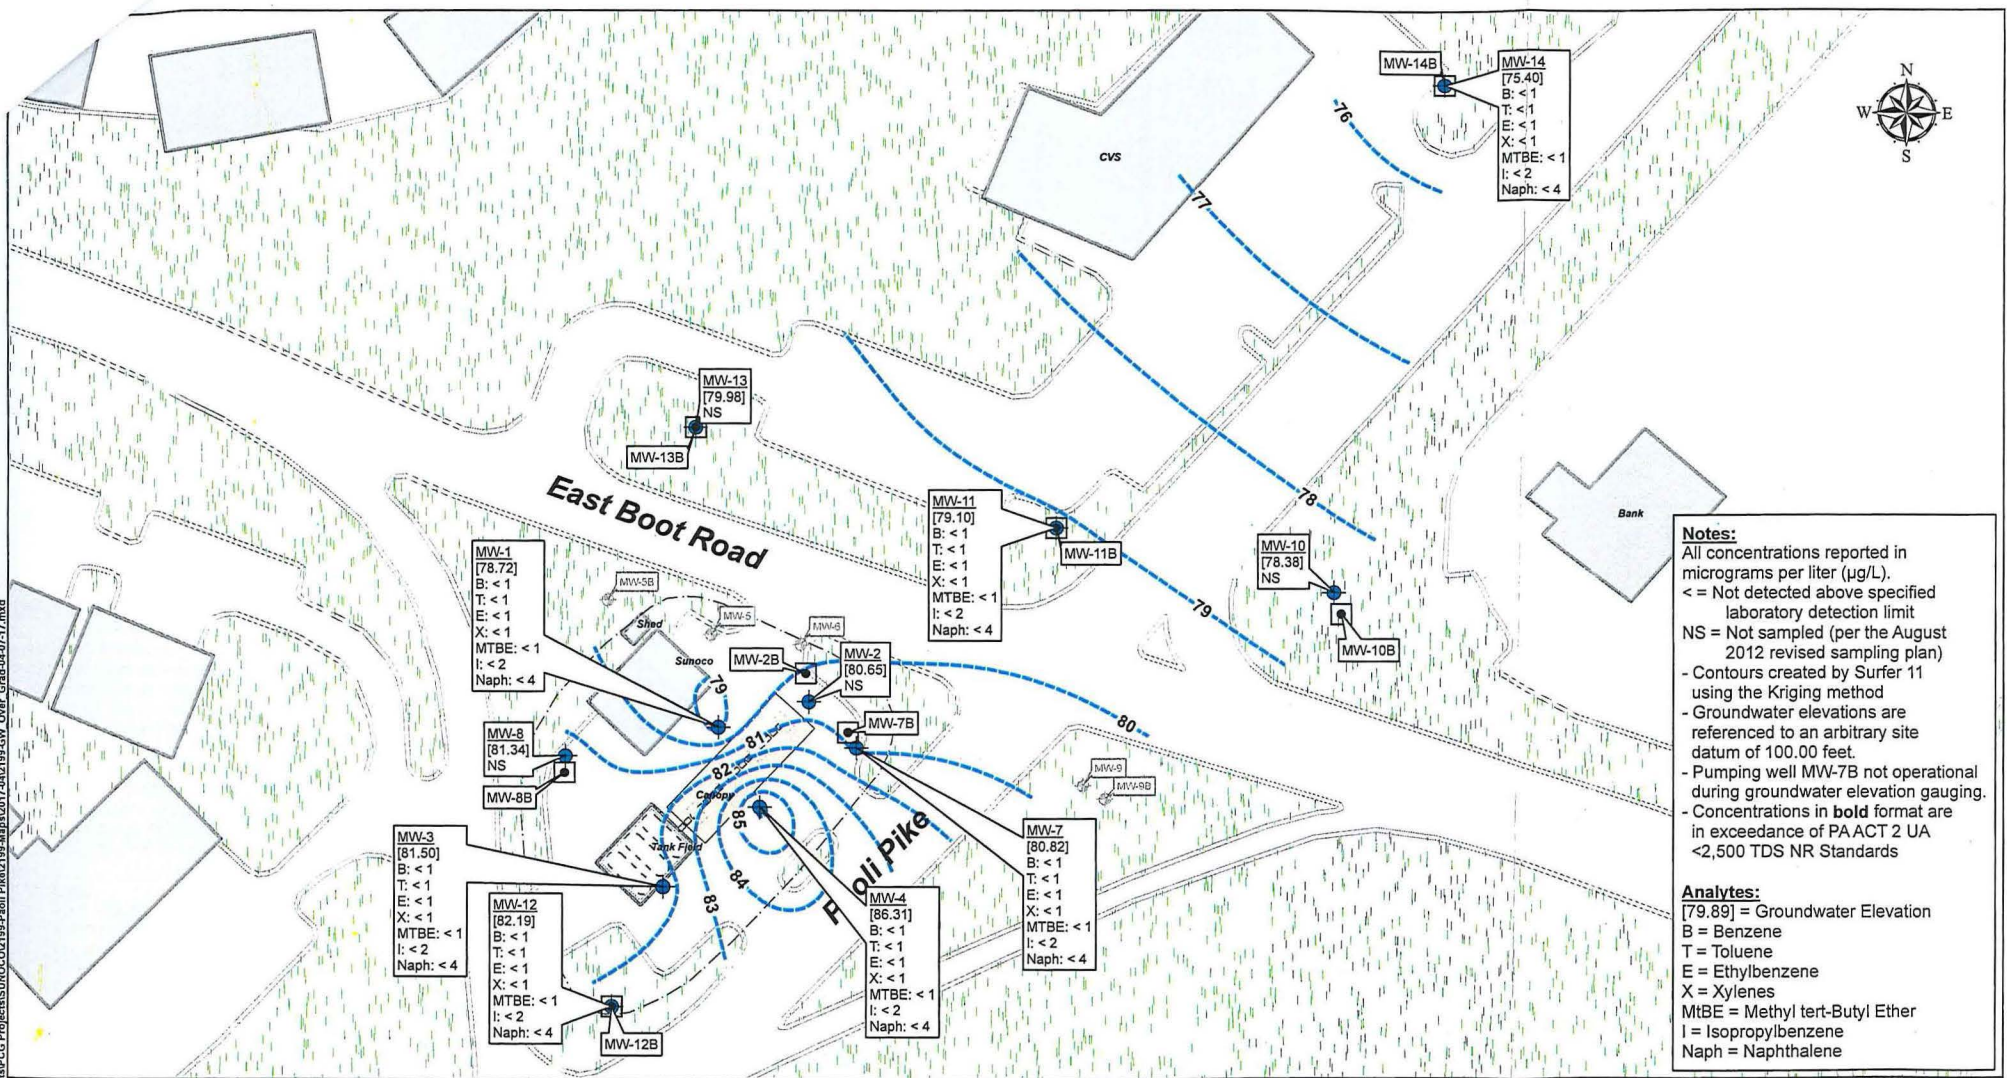 N
W
E
S
MW-14B
MW-14
[75.40]
B: < 1
T: < 1
E: < 1
X: < 1
MTBE: < 1
I: < 2
Naph: < 4
76
CVS
77
MW-13
[79.98]
NS
MW-13B
East Boot Road
MW-11
[79.10]
B: < 1
T: < 1
E: < 1
X: < 1
MTBE: < 1
I: < 2
Naph: < 4
MW-11B
78
MW-10
[78.38]
NS
MW-10B
79
Bank
MW-1
[78.72]
B: < 1
T: < 1
E: < 1
X: < 1
MTBE: < 1
I: < 2
Naph: < 4
MW-5B
MW-5
Shed
MW-6
Sunoco
MW-2B
MW-2
[80.65]
NS
79
80
MW-8
[81.34]
NS
MW-8B
MW-7B
81
82
Canopy
85
84
83
Tank Field
MW-9
MW-9B
oli Pike
MW-3
[81.50]
B: < 1
T: < 1
E: < 1
X: < 1
MTBE: < 1
I: < 2
Naph: < 4
MW-12
[82.19]
B: < 1
T: < 1
E: < 1
X: < 1
MTBE: < 1
I: < 2
Naph: < 4
MW-12B
MW-4
[86.31]
B: < 1
T: < 1
E: < 1
X: < 1
MTBE: < 1
I: < 2
Naph: < 4
MW-7
[80.82]
B: < 1
T: < 1
E: < 1
X: < 1
MTBE: < 1
I: < 2
Naph: < 4
Notes:
All concentrations reported in
micrograms per liter (µg/L).
< = Not detected above specified
laboratory detection limit
NS = Not sampled (per the August
2012 revised sampling plan)
- Contours created by Surfer 11
using the Kriging method
- Groundwater elevations are
referenced to an arbitrary site
datum of 100.00 feet.
- Pumping well MW-7B not operational
during groundwater elevation gauging.
- Concentrations in bold format are
in exceedance of PA ACT 2 UA
<2,500 TDS NR Standards
Analytes:
[79.89] = Groundwater Elevation
B = Benzene
T = Toluene
E = Ethylbenzene
X = Xylenes
MtBE = Methyl tert-Butyl Ether
I = Isopropylbenzene
Naph = Naphthalene